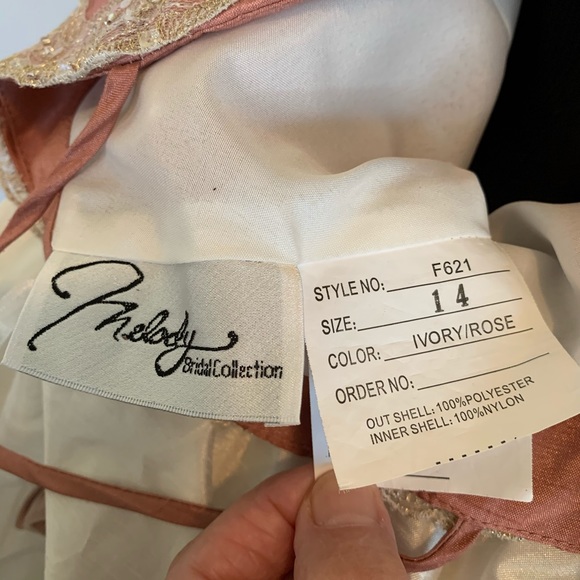 Melody
Bridal Collection
STYLE NO: F621
SIZE: 14
COLOR: IVORY/ROSE
ORDER NO:
OUT SHELL: 100%POLYESTER
INNER SHELL: 100%NYLON